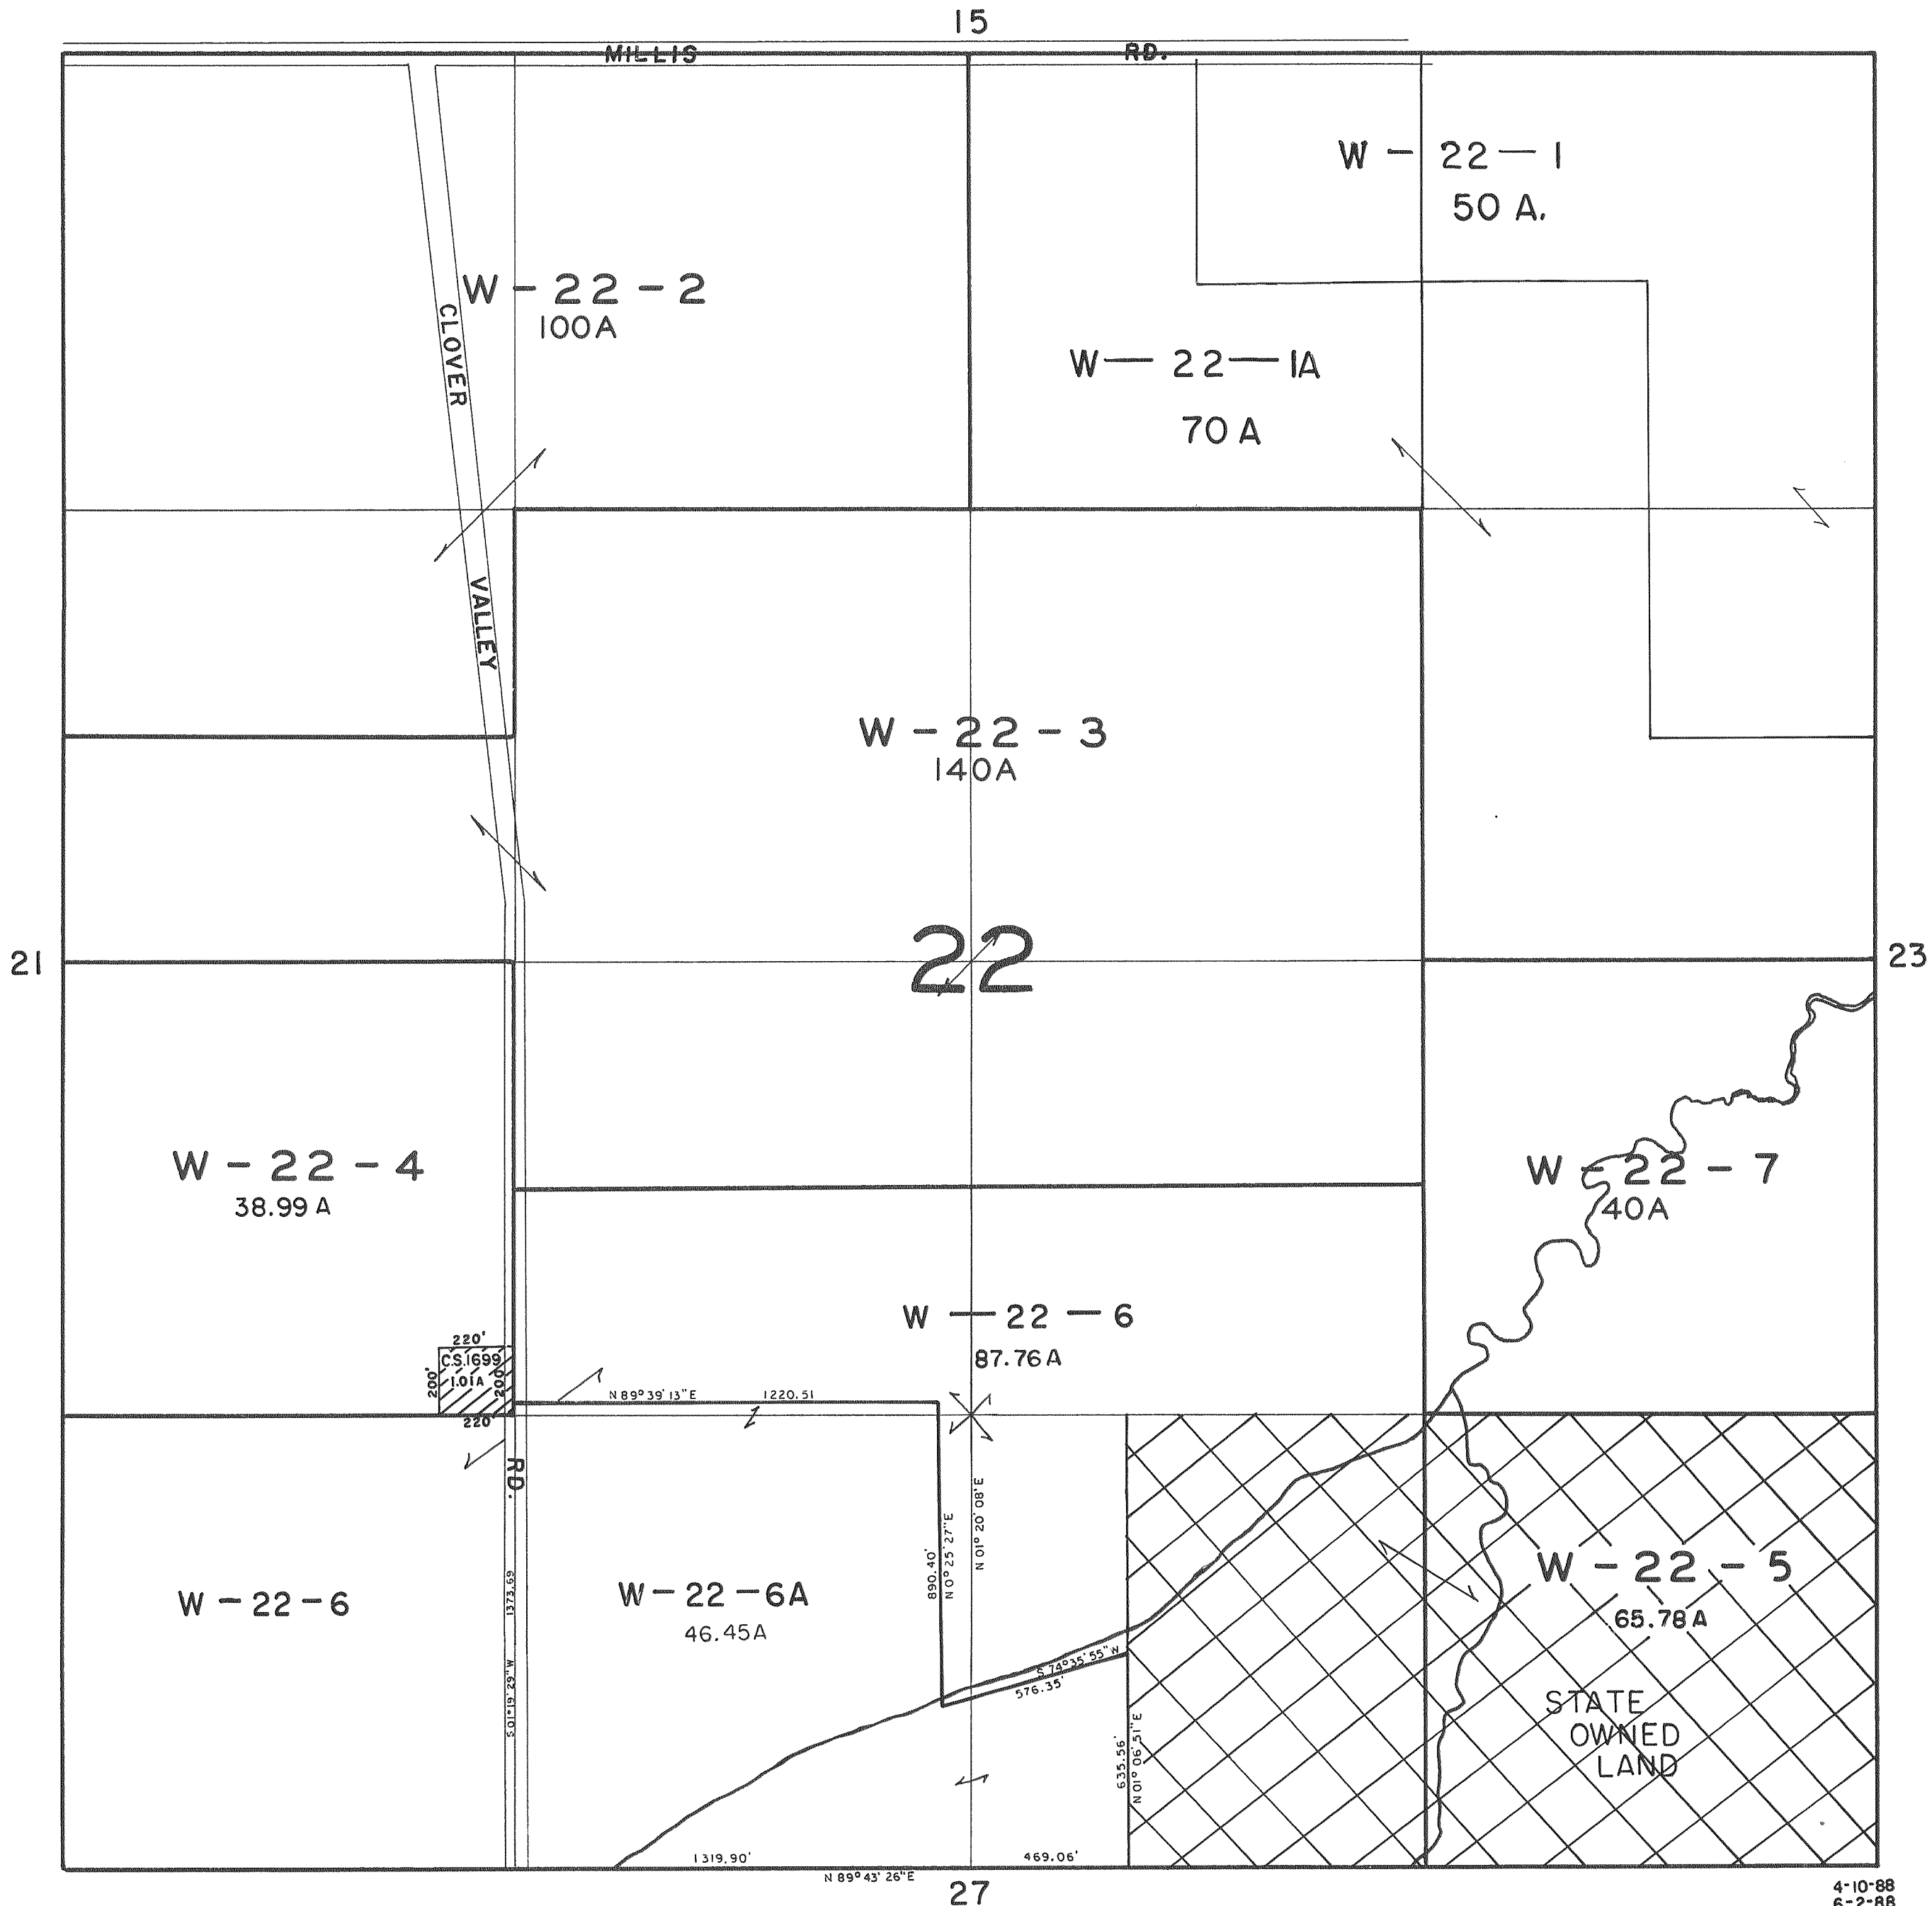 15
MILLIS RD.
W - 22 - 1
50 A.
W - 22 - 2
100A
CLOVER
W - 22 - 1A
70 A
VALLEY
W - 22 - 3
140A
22
21
23
W - 22 - 4
38.99 A
W - 22 - 7
40A
W - 22 - 6
87.76 A
220'
C.S.1699
200'
1.01A
200'
220'
N 89° 39' 13" E 1220.51
RD.
N 01° 20' 08' E
890.40'
N 0° 25' 27" E
W - 22 - 5
65.78 A
W - 22 - 6
1373.69
S 01° 19' 29" W
W - 22 - 6A
46.45A
S 74° 35' 55" W
576.35'
STATE
OWNED
LAND
635.56'
N 01° 06' 51" E
1319.90'
469.06'
N 89° 43' 26" E
27
4-10-88
6-2-88